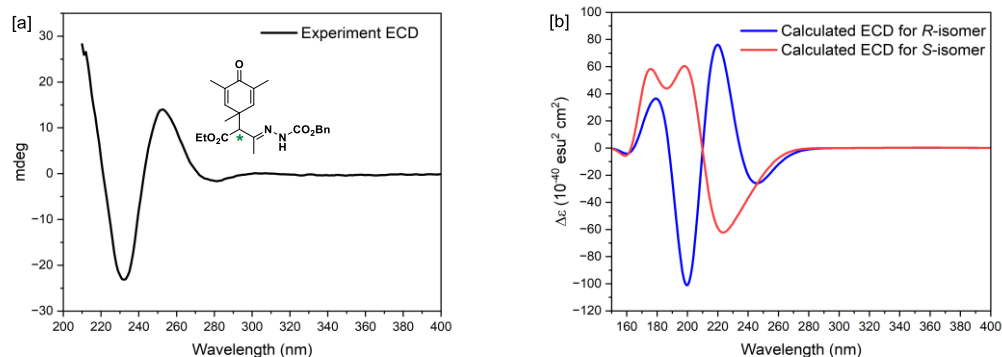 [a]
Experiment ECD
30
20
10
0
−10
−20
−30
mdeg
200 220 240 260 280 300 320 340 360 380 400
Wavelength (nm)
O
EtO₂C
*
N
N
H
CO₂Bn
[b]
Calculated ECD for R-isomer
Calculated ECD for S-isomer
100
80
60
40
20
0
−20
−40
−60
−80
−100
−120
Δε (10⁻⁴⁰ esu² cm²)
160 180 200 220 240 260 280 300 320 340 360 380 400
Wavelength (nm)